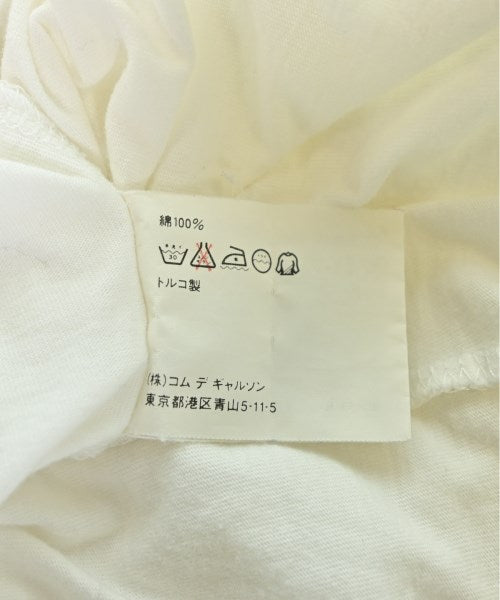 綿100%
30
トルコ製
(株)コム デ ギャルソン
東京都港区青山5-11-5